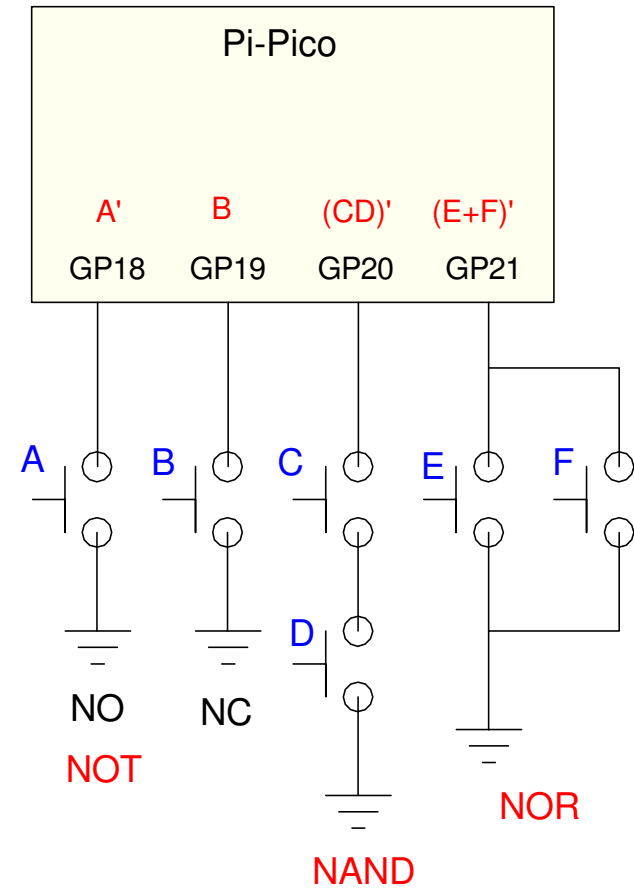 Pi-Pico
A' B (CD)' (E+F)'
GP18 GP19 GP20 GP21
A B C E F
D
NO NC
NOT
NOR
NAND